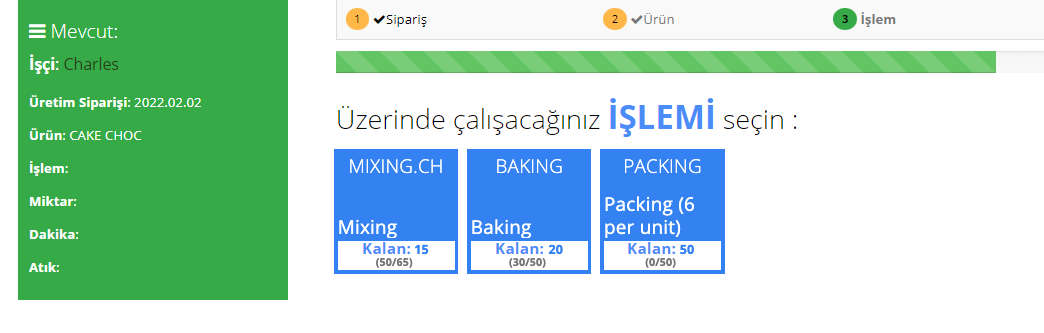 Mevcut:
İşçi: Charles
Üretim Siparişi: 2022.02.02
Ürün: CAKE CHOC
İşlem:
Miktar:
Dakika:
Atık:
1 Sipariş 2 Ürün 3 İşlem
Üzerinde çalışacağınız İŞLEMİ seçin :
MIXING.CH
Mixing
Kalan: 15
(50/65)
BAKING
Baking
Kalan: 20
(30/50)
PACKING
Packing (6
per unit)
Kalan: 50
(0/50)